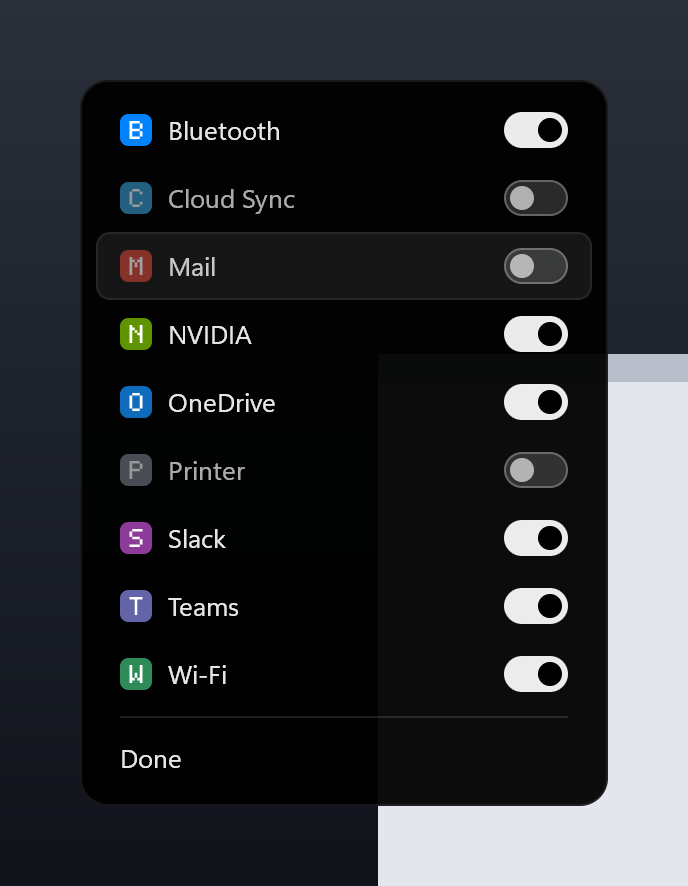 B Bluetooth
C Cloud Sync
M Mail
N NVIDIA
O OneDrive
P Printer
S Slack
T Teams
W Wi-Fi
Done